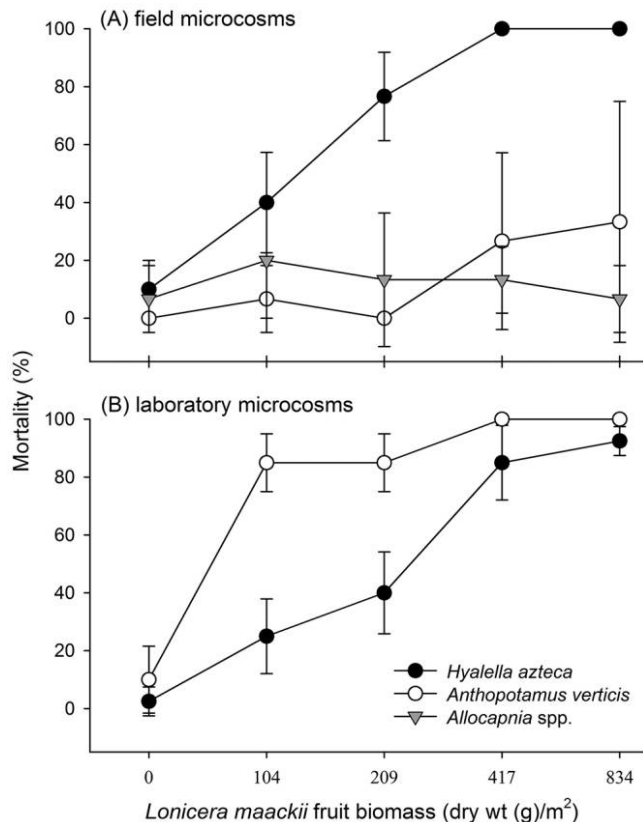 (A) field microcosms
100
80
60
40
20
0
(B) laboratory microcosms
100
80
60
40
20
0
Mortality (%)
Hyalella azteca
Anthopotamus verticis
Allocapnia spp.
0 104 209 417 834
Lonicera maackii fruit biomass (dry wt (g)/m²)